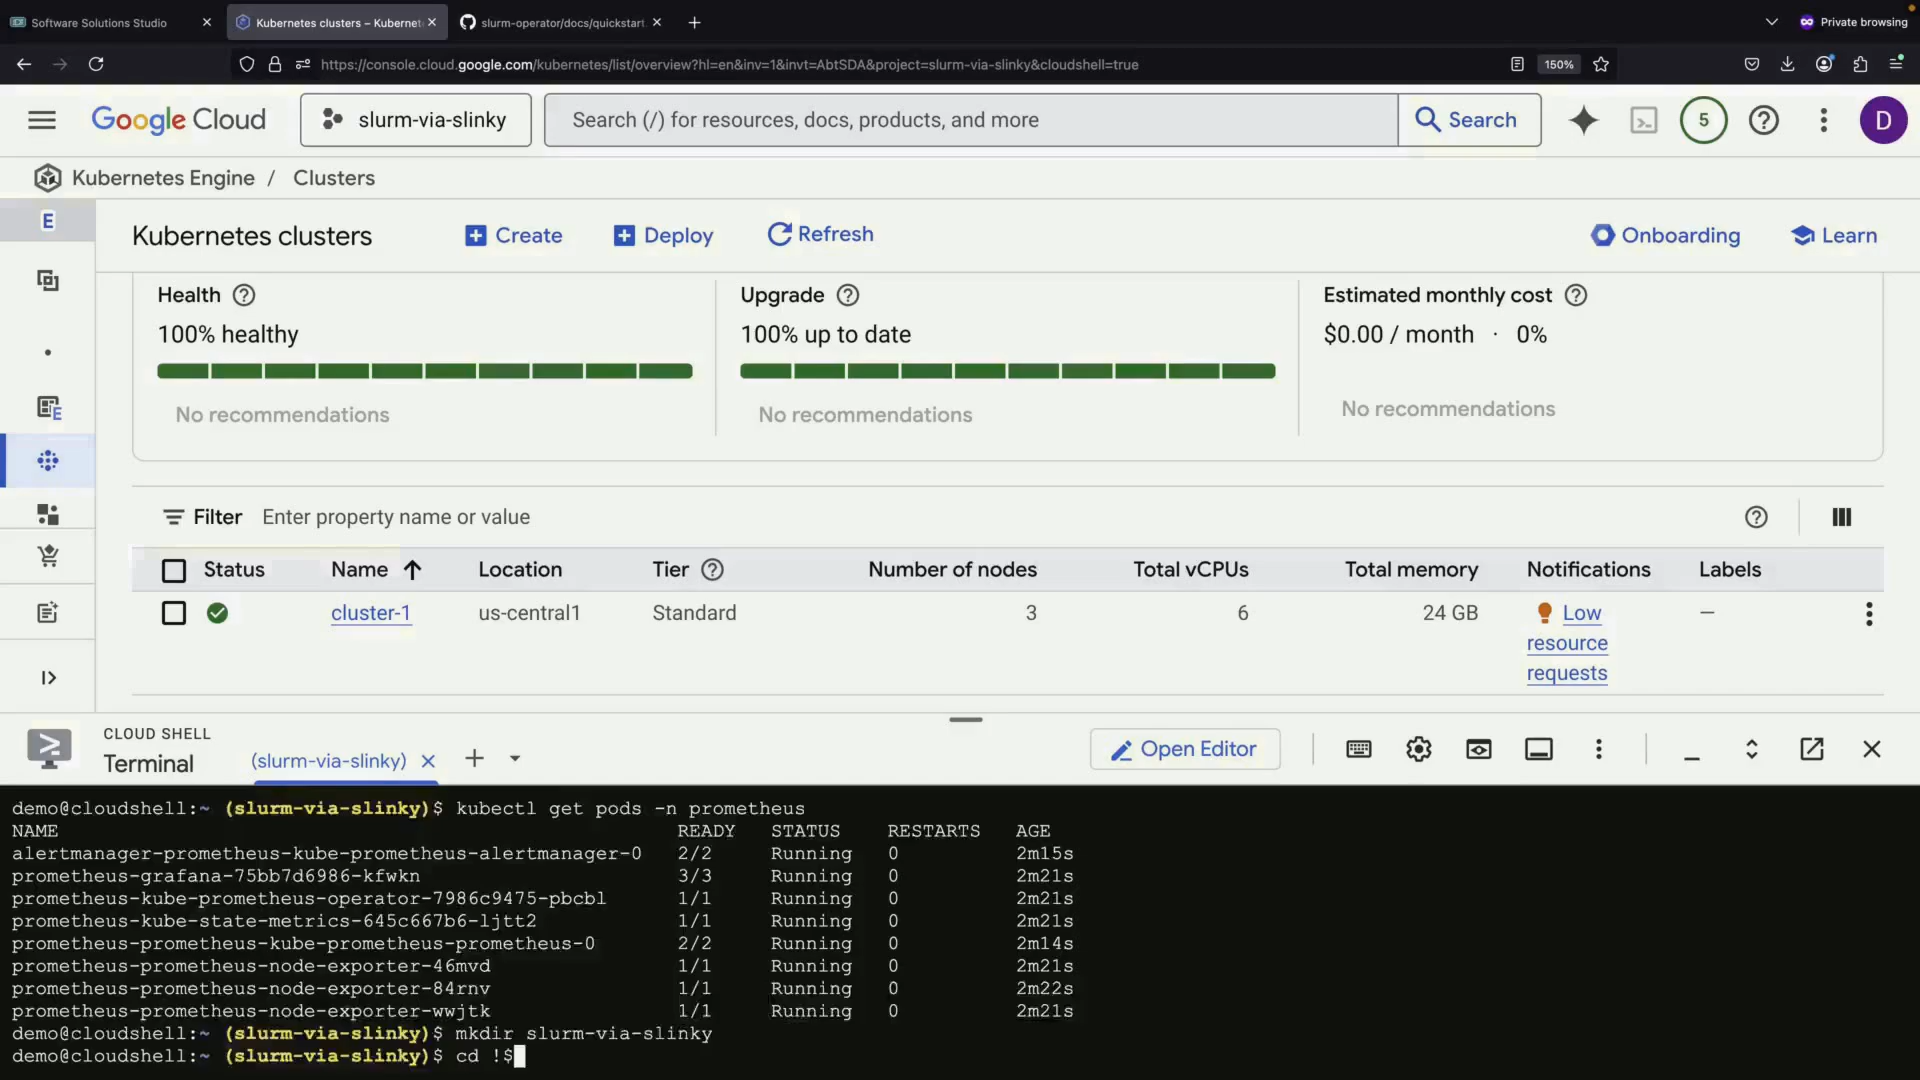 Software Solutions Studio
Kubernetes clusters – Kubernet
slurm-operator/docs/quickstart.
Private browsing
https://console.cloud.google.com/kubernetes/list/overview?hl=en&inv=1&invt=AbtSDA&project=slurm-via-slinky&cloudshell=true
150%
Google Cloud
slurm-via-slinky
Search (/) for resources, docs, products, and more
Search
5
D
Kubernetes Engine / Clusters
E
Kubernetes clusters
Create
Deploy
Refresh
Onboarding
Learn
Health
Upgrade
Estimated monthly cost
100% healthy
100% up to date
$0.00 / month · 0%
No recommendations
No recommendations
No recommendations
E
Filter Enter property name or value
Status Name Location Tier Number of nodes Total vCPUs Total memory Notifications Labels
cluster-1 us-central1 Standard 3 6 24 GB Low resource requests —
CLOUD SHELL
Terminal
(slurm-via-slinky)
Open Editor
demo@cloudshell:~ (slurm-via-slinky)$ kubectl get pods -n prometheus
NAME READY STATUS RESTARTS AGE
alertmanager-prometheus-kube-prometheus-alertmanager-0 2/2 Running 0 2m15s
prometheus-grafana-75bb7d6986-kfwkn 3/3 Running 0 2m21s
prometheus-kube-prometheus-operator-7986c9475-pbcbl 1/1 Running 0 2m21s
prometheus-kube-state-metrics-645c667b6-ljtt2 1/1 Running 0 2m21s
prometheus-prometheus-kube-prometheus-prometheus-0 2/2 Running 0 2m14s
prometheus-prometheus-node-exporter-46mvd 1/1 Running 0 2m21s
prometheus-prometheus-node-exporter-84rnv 1/1 Running 0 2m22s
prometheus-prometheus-node-exporter-wwjtk 1/1 Running 0 2m21s
demo@cloudshell:~ (slurm-via-slinky)$ mkdir slurm-via-slinky
demo@cloudshell:~ (slurm-via-slinky)$ cd !$